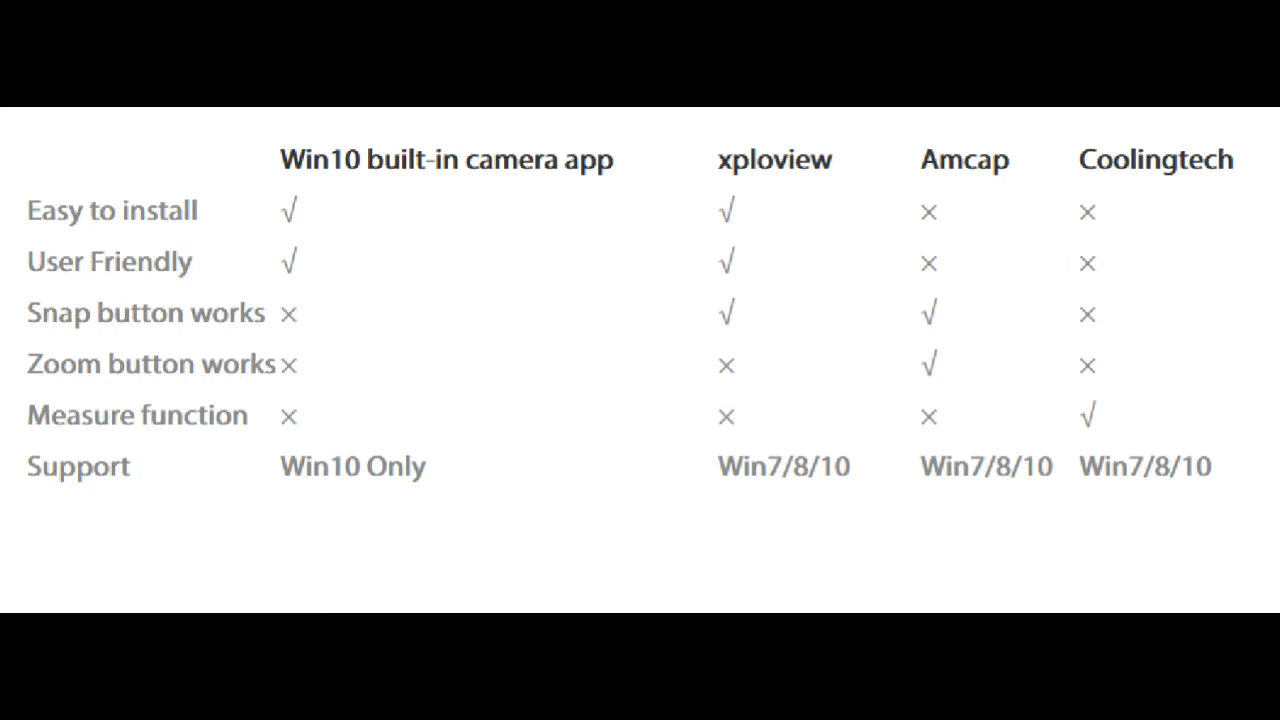 Win10 built-in camera app xploview Amcap Coolingtech
Easy to install √ √ × ×
User Friendly √ √ × ×
Snap button works × √ √ ×
Zoom button works × × √ ×
Measure function × × × √
Support Win10 Only Win7/8/10 Win7/8/10 Win7/8/10